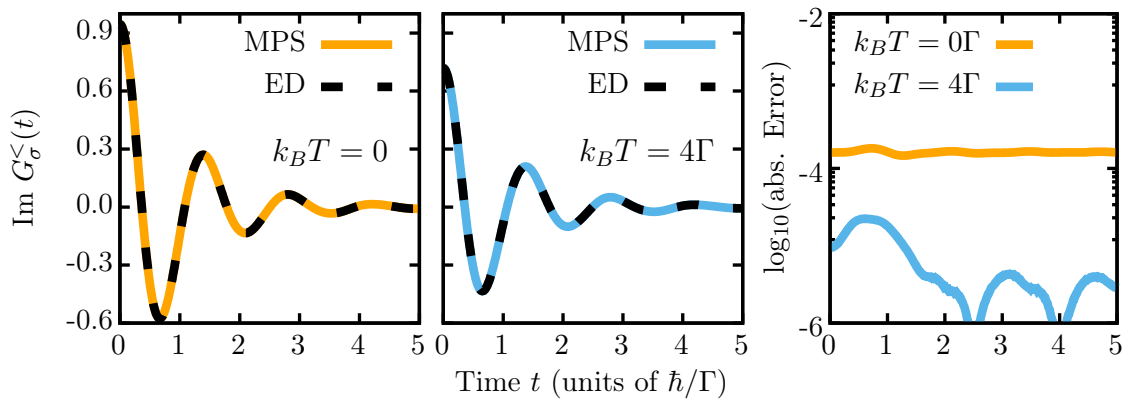 Im G_σ^<(t)
0.9
0.6
0.3
0.0
-0.3
-0.6
MPS
ED
k_BT = 0
0 1 2 3 4 5
MPS
ED
k_BT = 4Γ
0 1 2 3 4 5
Time t (units of ħ/Γ)
log₁₀(abs. Error)
-2
-4
-6
k_BT = 0Γ
k_BT = 4Γ
0 1 2 3 4 5